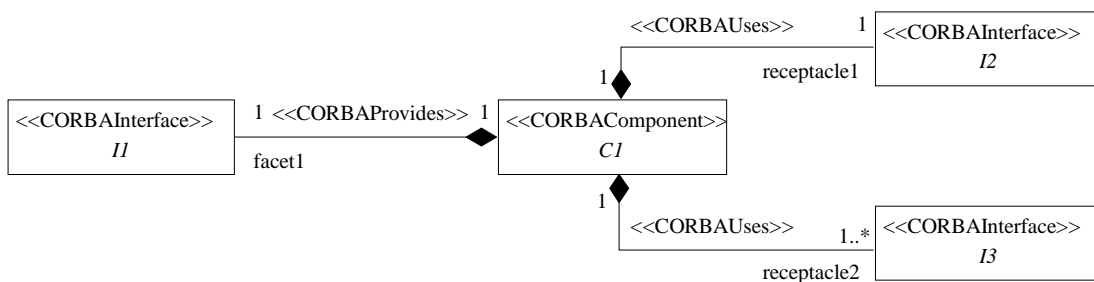 <<CORBAUses>> 1
<<CORBAInterface>>
I2
receptacle1
1
<<CORBAInterface>>
I1
1 <<CORBAProvides>> 1
facet1
<<CORBAComponent>>
C1
1
<<CORBAUses>> 1..*
receptacle2
<<CORBAInterface>>
I3